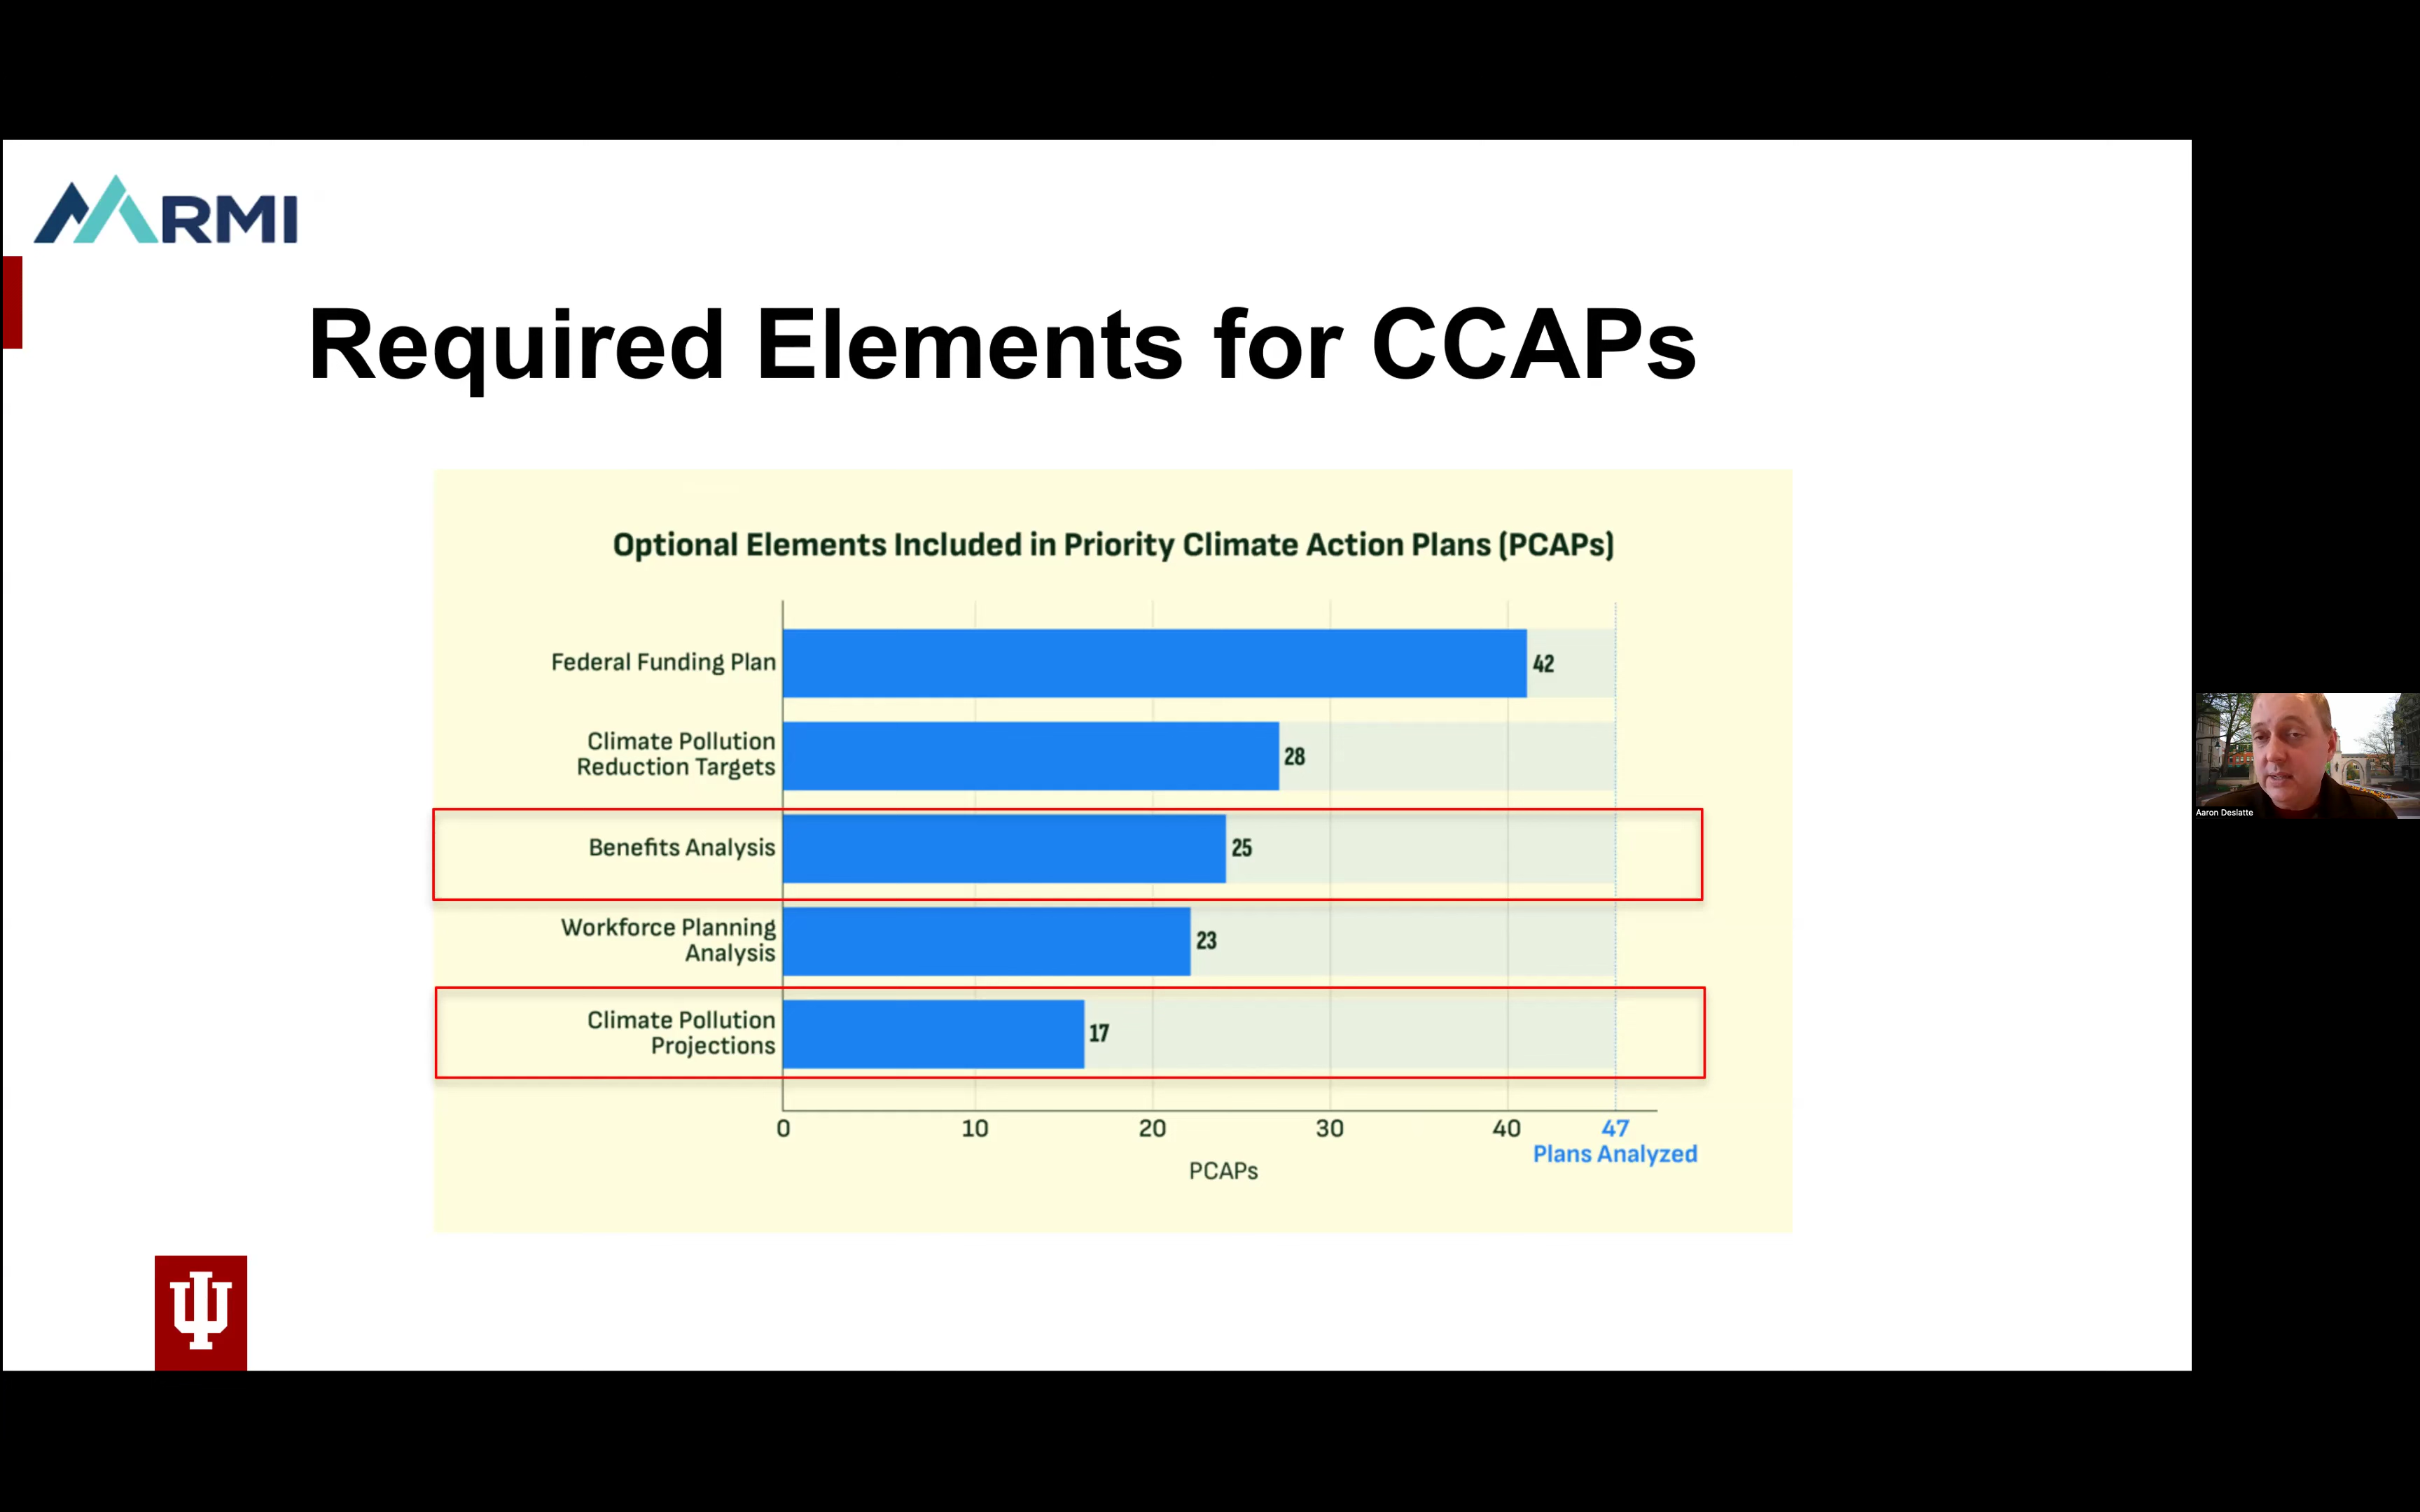 RMI
Required Elements for CCAPs
Optional Elements Included in Priority Climate Action Plans (PCAPs)
Federal Funding Plan
42
Climate Pollution
Reduction Targets
28
Benefits Analysis
25
Workforce Planning
Analysis
23
Climate Pollution
Projections
17
0 10 20 30 40 47
Plans Analyzed
PCAPs
Aaron Deslatte